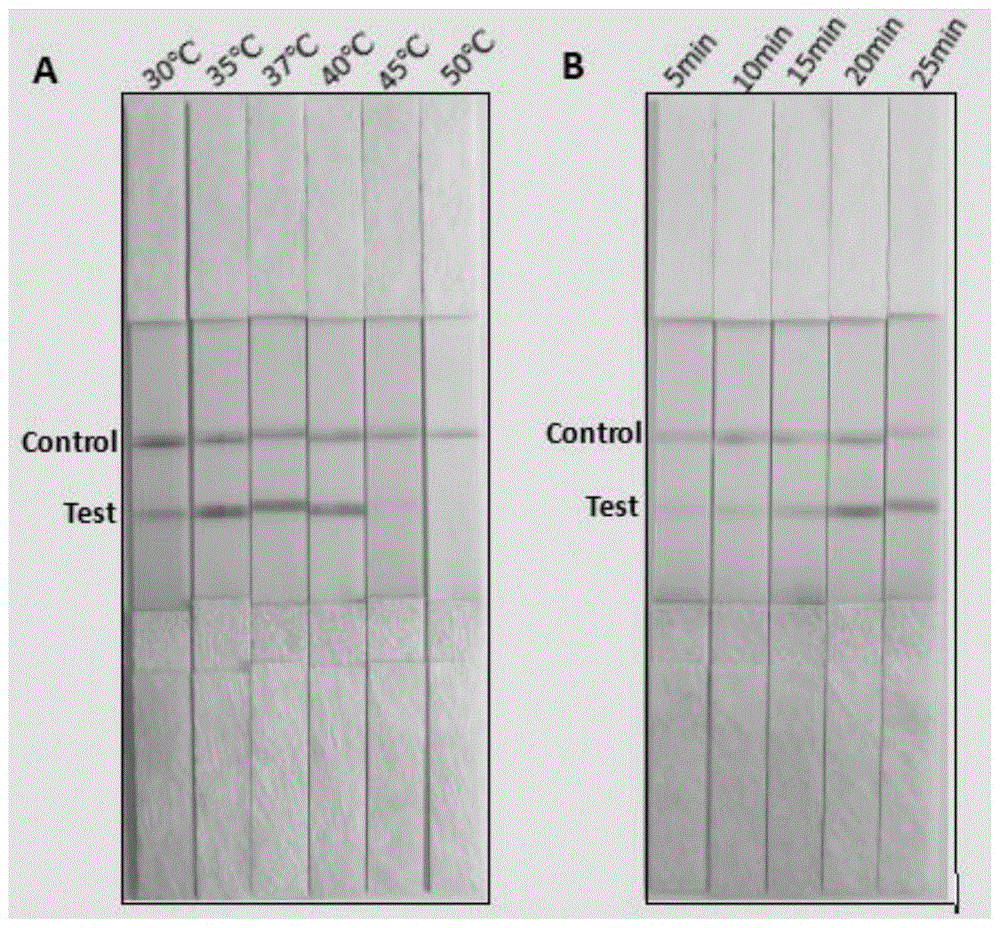 A
30°C 35°C 37°C 40°C 45°C 50°C
Control
Test
B
5min 10min 15min 20min 25min
Control
Test